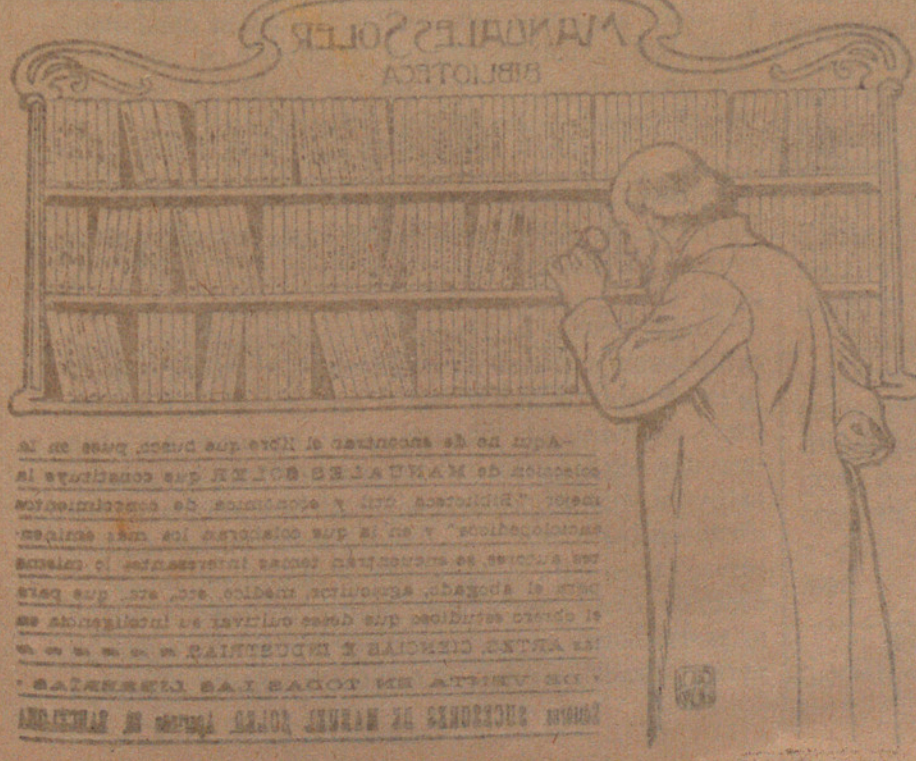 MANUALES SOLER
BIBLIOTECA
—Aquí he de encontrar el libro que busco, pues en la
colección de MANUALES SOLER que constituye la
mejor "Biblioteca útil y económica de conocimientos
enciclopédicos" y en la que colaboran los más eminen-
tes autores, se encuentran temas interesantes lo mismo
para el abogado, agricultor, médico, etc., etc., que para
el obrero estudioso que desee cultivar su inteligencia en
las ARTES, CIENCIAS É INDUSTRIAS.
DE VENTA EN TODAS LAS LIBRERÍAS
Editores SUCESORES DE MANUEL SOLER, Apartado 89, BARCELONA